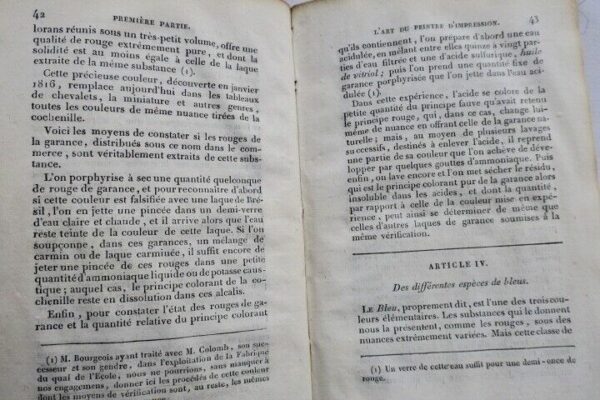 42
PREMIÈRE PARTIE.
lorans réunis sous un très-petit volume, offre une
qualité de rouge extrêmement pure, et dont la
solidité est au moins égale à celle de la laque
extraite de la même substance (1).
Cette précieuse couleur, découverte en janvier
1816, remplace aujourd'hui dans les tableaux
de chevalets, la miniature et autres genres,
toutes les couleurs de même nuance tirées de la
cochenille.
Voici les moyens de constater si les rouges de
la garance, distribués sous ce nom dans le com-
merce, sont véritablement extraits de cette subs-
tance.
L'on porphyrise à sec une quantité quelconque
de rouge de garance, et pour reconnaître d'abord
si cette couleur est falsifiée avec une laque de Bré-
sil, l'on en jette une pincée dans un demi-verre
d'eau claire et chaude, et il arrive alors que l'eau
reste teinte de la couleur de cette laque. Si l'on
soupçonne, dans ces garances, un mélange de
carmin ou de laque carminée, il suffit encore de
jeter une pincée de ces rouges dans une petite
quantité d'ammoniaque liquide ou de potasse caus-
tique; auquel cas, le principe colorant de la co-
chenille reste en dissolution dans ces alcalis.
Enfin, pour constater l'état des rouges de ga-
rance et la quantité relative du principe colorant
(1) M. Bourgeois ayant traité avec M. Colomb, son suc-
cesseur et son gendre, dans l'exploitation de la Fabrique
du quai de l'Ecole, nous ne pourrions, sans manquer à
nos engagemens, donner ici les procédés de cette
dont les moyens de vérification sont, au reste, les mêmes
L'ART DU PEINTRE D'IMPRESSION.
43
qu'ils contiennent, l'on prépare d'abord une eau
acidulée, en mêlant entre elles quinze à vingt par-
ties d'eau filtrée et une d'acide sulfurique, huile
de vitriol; puis l'on prend une quantité fixe de
garance porphyrisée que l'on jette dans l'eau aci-
dulée (1).
Dans cette expérience, l'acide se colore de la
petite quantité du principe fauve qu'avait retenu
le principe rouge, qui, dans ce cas, change lui-
même de nuance en offrant celle de la garance na-
turelle; mais, au moyen de plusieurs lavages
successifs, destinés à enlever l'acide, il reprend
une partie de sa couleur que l'on achève de déve-
lopper par quelques gouttes d'ammoniaque. Puis
enfin, on lave encore et l'on met sécher le résidu,
qui est le principe colorant pur de la garance alors
insoluble dans les acides, et dont la quantité,
par rapport à celle de la couleur mise en expé-
rience, peut ainsi se déterminer de même que
celles d'autres laques de garance soumises à la
même vérification.
ARTICLE IV.
Des différentes espèces de bleus.
LE Bleu, proprement dit, est l'une des trois cou-
leurs élémentaires. Les substances qui le donnent
nous la présentent, comme les rouges, sous des
nuances extrêmement variées. Mais cette classe de
(1) Un verre de cette eau suffit pour une demi-once de
rouge.